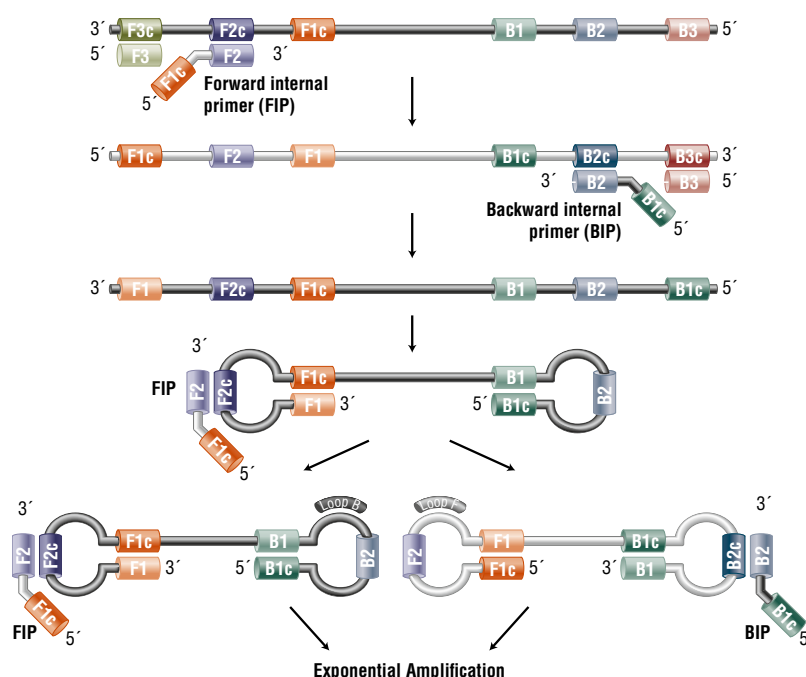 3´ F3c F2c F1c B1 B2 B3 5´
5´ F3 F2 3´
F1c
5´
Forward internal
primer (FIP)
5´ F1c F2 F1 B1c B2c B3c 3´
3´ B2 B3 5´
B1c
5´
Backward internal
primer (BIP)
3´ F1 F2c F1c B1 B2 B1c 5´
3´
FIP F2 F2c F1c B1 B2
F1 3´ 5´ B1c
F1c 5´
Loop B Loop F
3´ 3´
F2 F2c F1c B1 B2 F2 F1 B1c B2c B2
F1 3´ 5´ B1c F1c 5´ 3´ B1
F1c 5´ B1c 5´
FIP BIP
Exponential Amplification